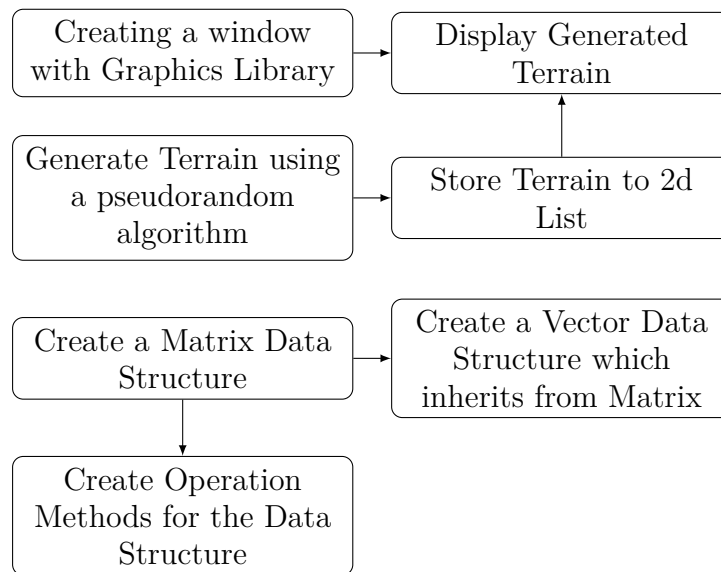 Creating a window
with Graphics Library
Display Generated
Terrain
Generate Terrain using
a pseudorandom
algorithm
Store Terrain to 2d
List
Create a Matrix Data
Structure
Create a Vector Data
Structure which
inherits from Matrix
Create Operation
Methods for the Data
Structure